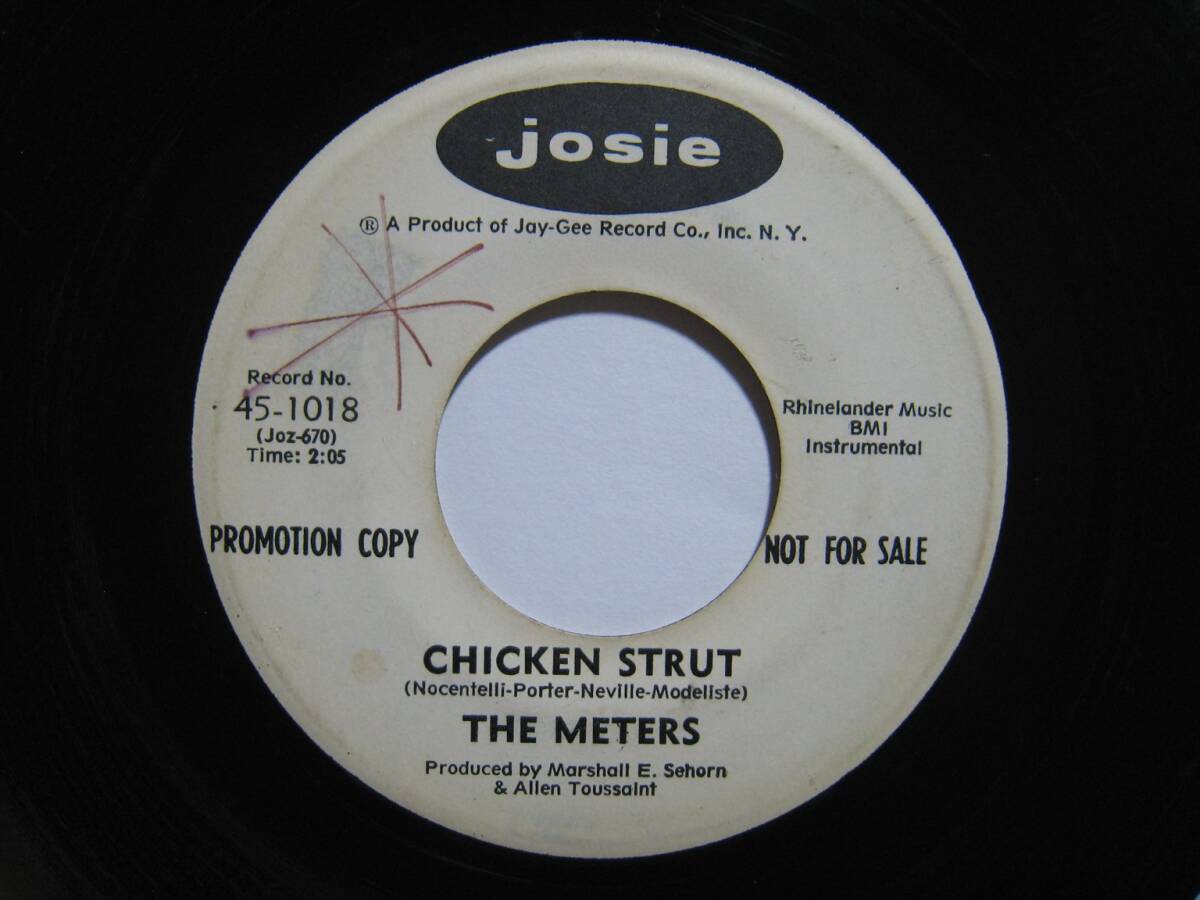 josie
® A Product of Jay-Gee Record Co., Inc. N. Y.
Record No.
45-1018
(Joz-670)
Time: 2:05
Rhinelander Music
BMI
Instrumental
PROMOTION COPY
NOT FOR SALE
CHICKEN STRUT
(Nocentelli-Porter-Neville-Modeliste)
THE METERS
Produced by Marshall E. Sehorn
& Allen Toussaint